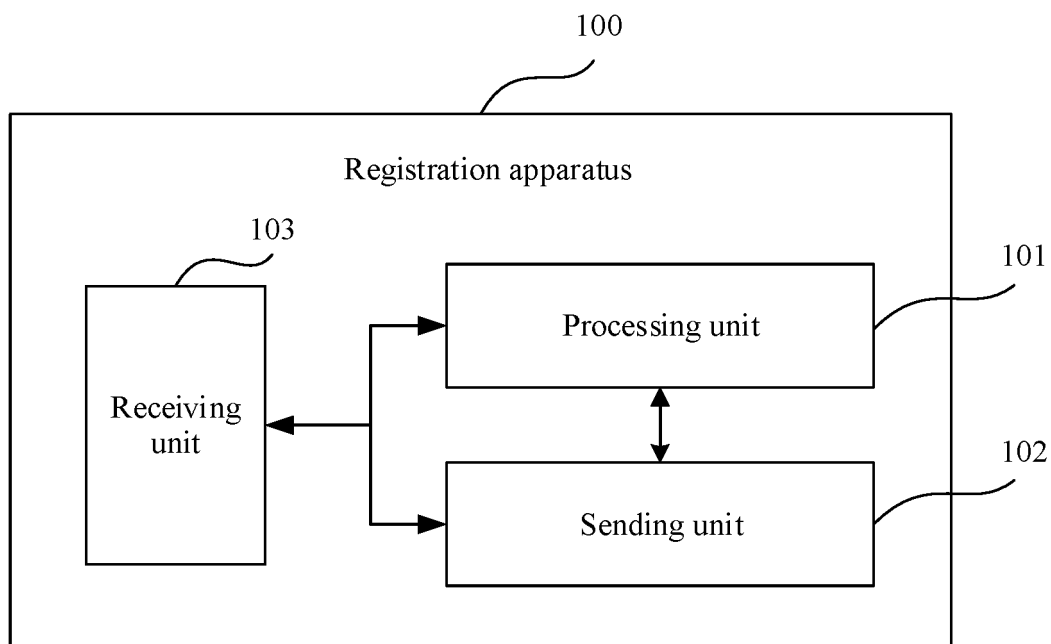 100
Registration apparatus
103
101
Processing unit
Receiving
unit
102
Sending unit